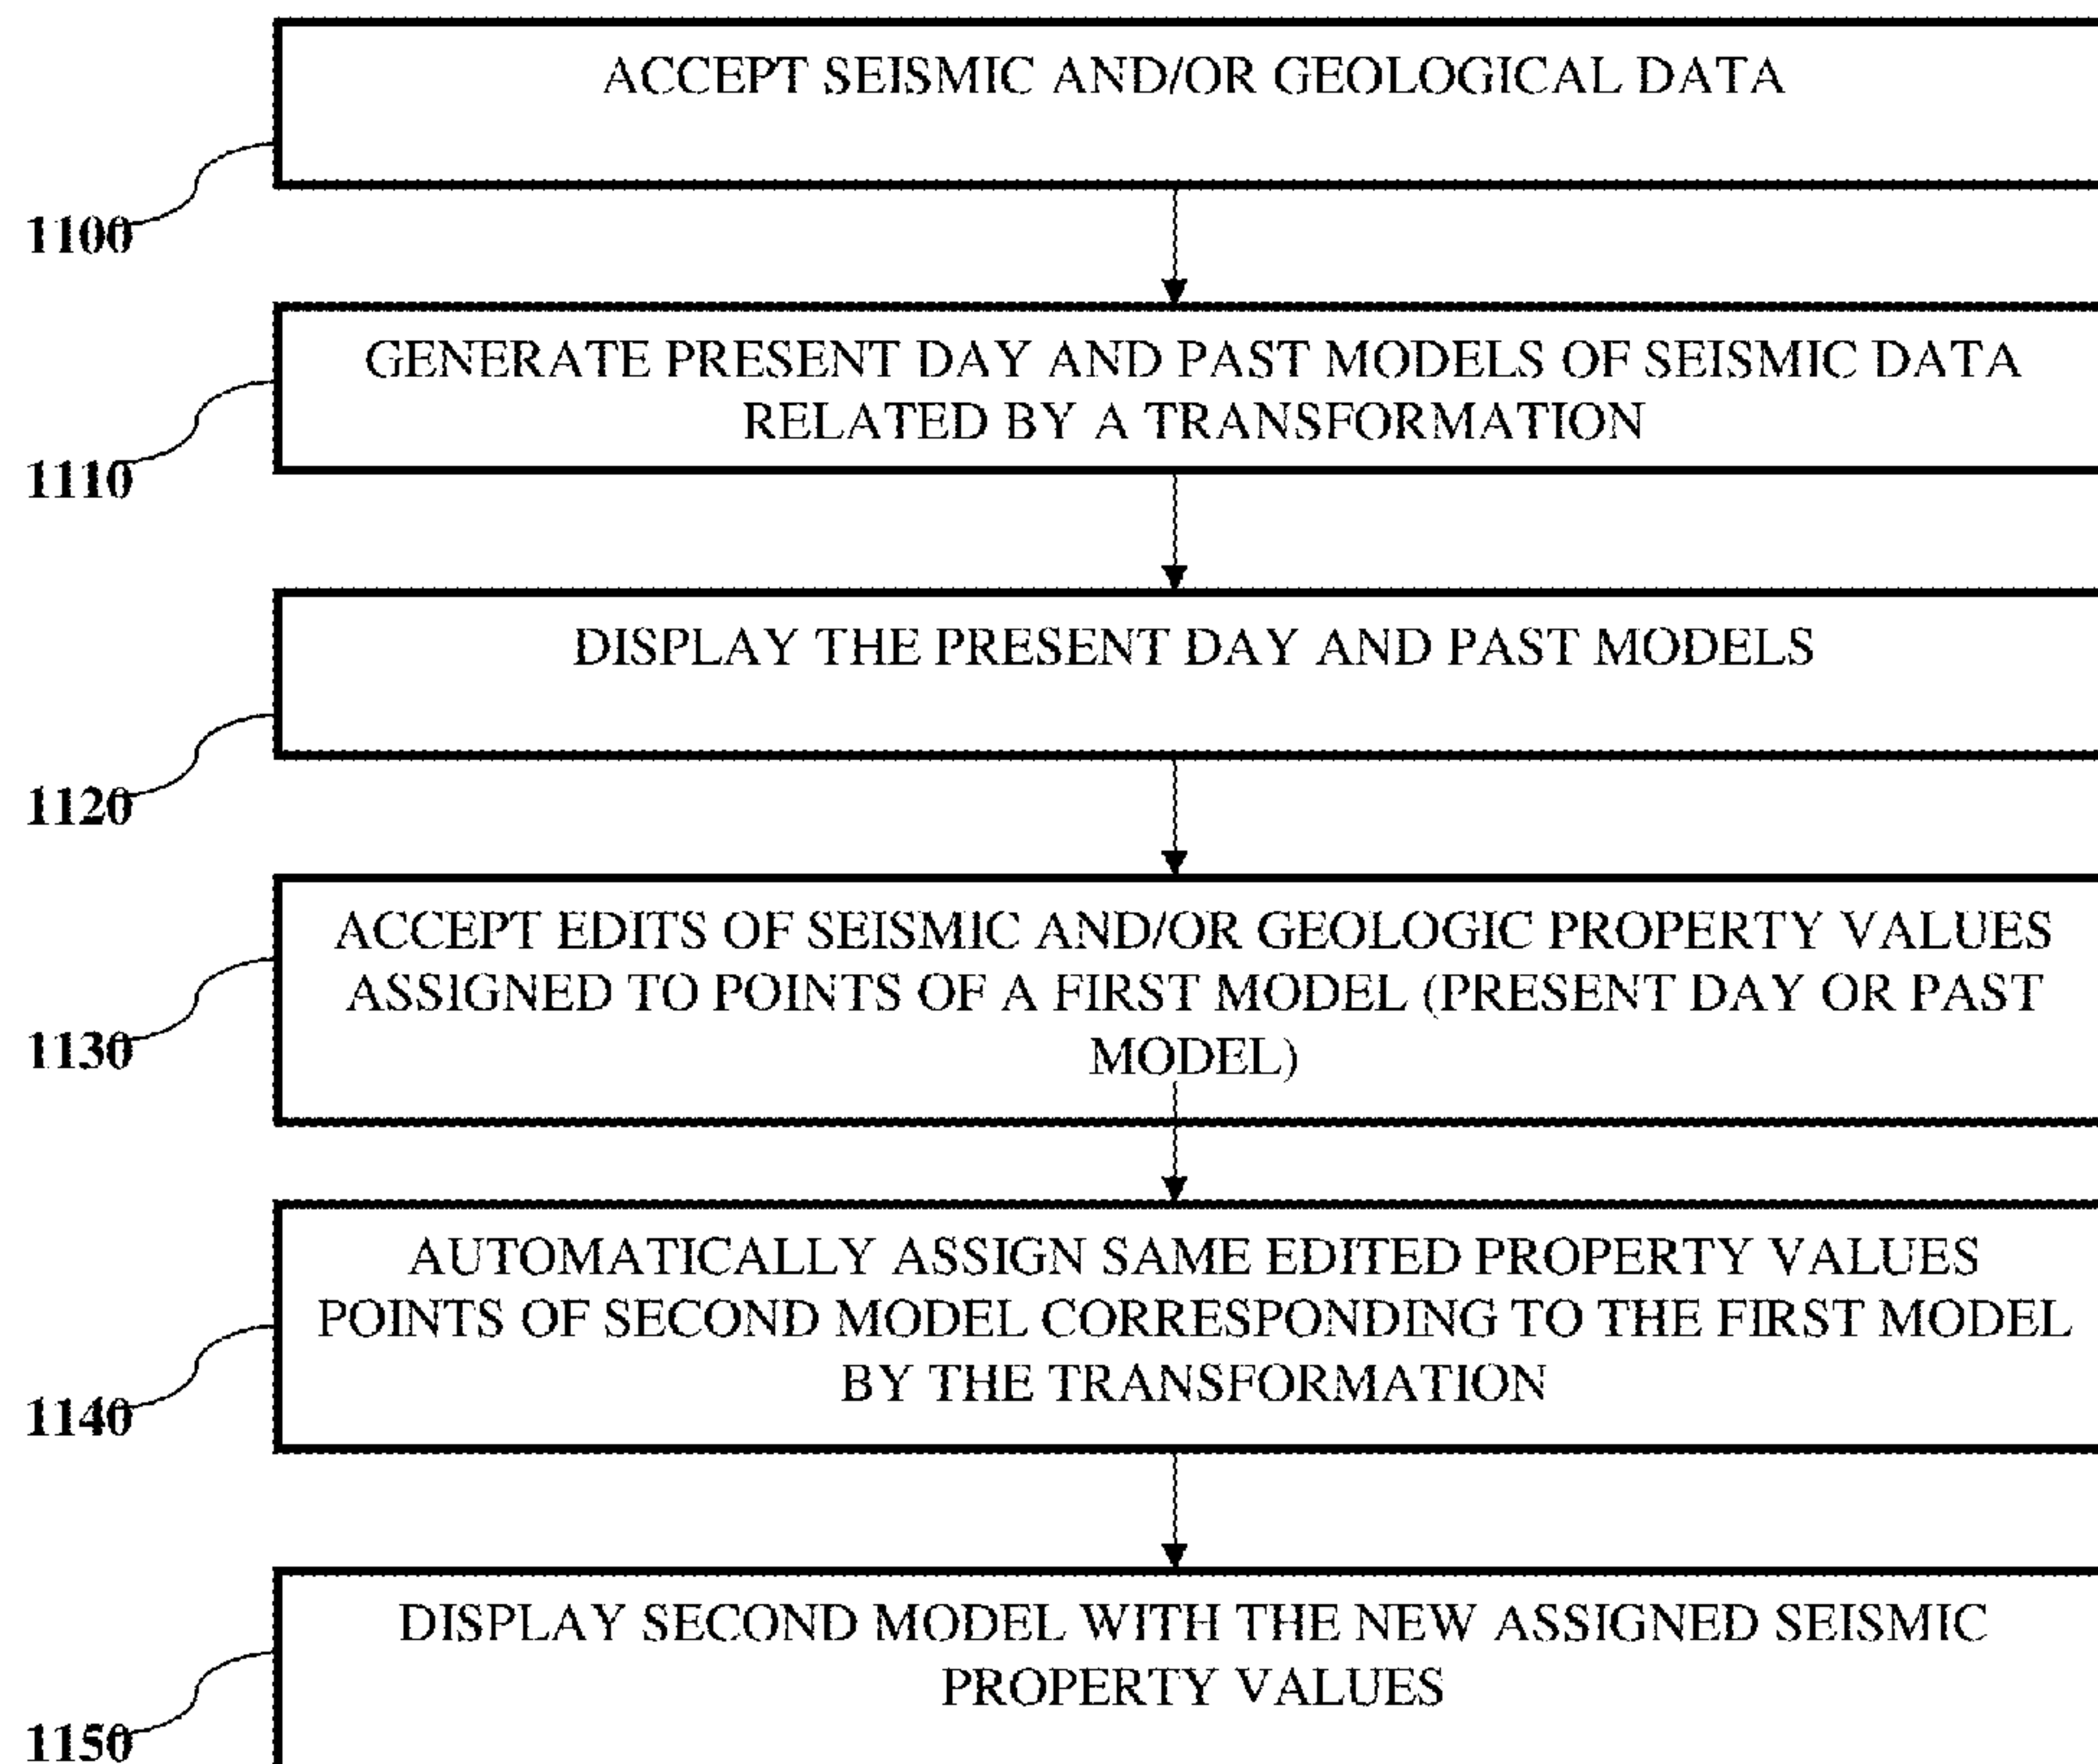 ACCEPT SEISMIC AND/OR GEOLOGICAL DATA
1100
GENERATE PRESENT DAY AND PAST MODELS OF SEISMIC DATA
RELATED BY A TRANSFORMATION
1110
DISPLAY THE PRESENT DAY AND PAST MODELS
1120
ACCEPT EDITS OF SEISMIC AND/OR GEOLOGIC PROPERTY VALUES
ASSIGNED TO POINTS OF A FIRST MODEL (PRESENT DAY OR PAST
MODEL)
1130
AUTOMATICALLY ASSIGN SAME EDITED PROPERTY VALUES
POINTS OF SECOND MODEL CORRESPONDING TO THE FIRST MODEL
BY THE TRANSFORMATION
1140
DISPLAY SECOND MODEL WITH THE NEW ASSIGNED SEISMIC
PROPERTY VALUES
1150